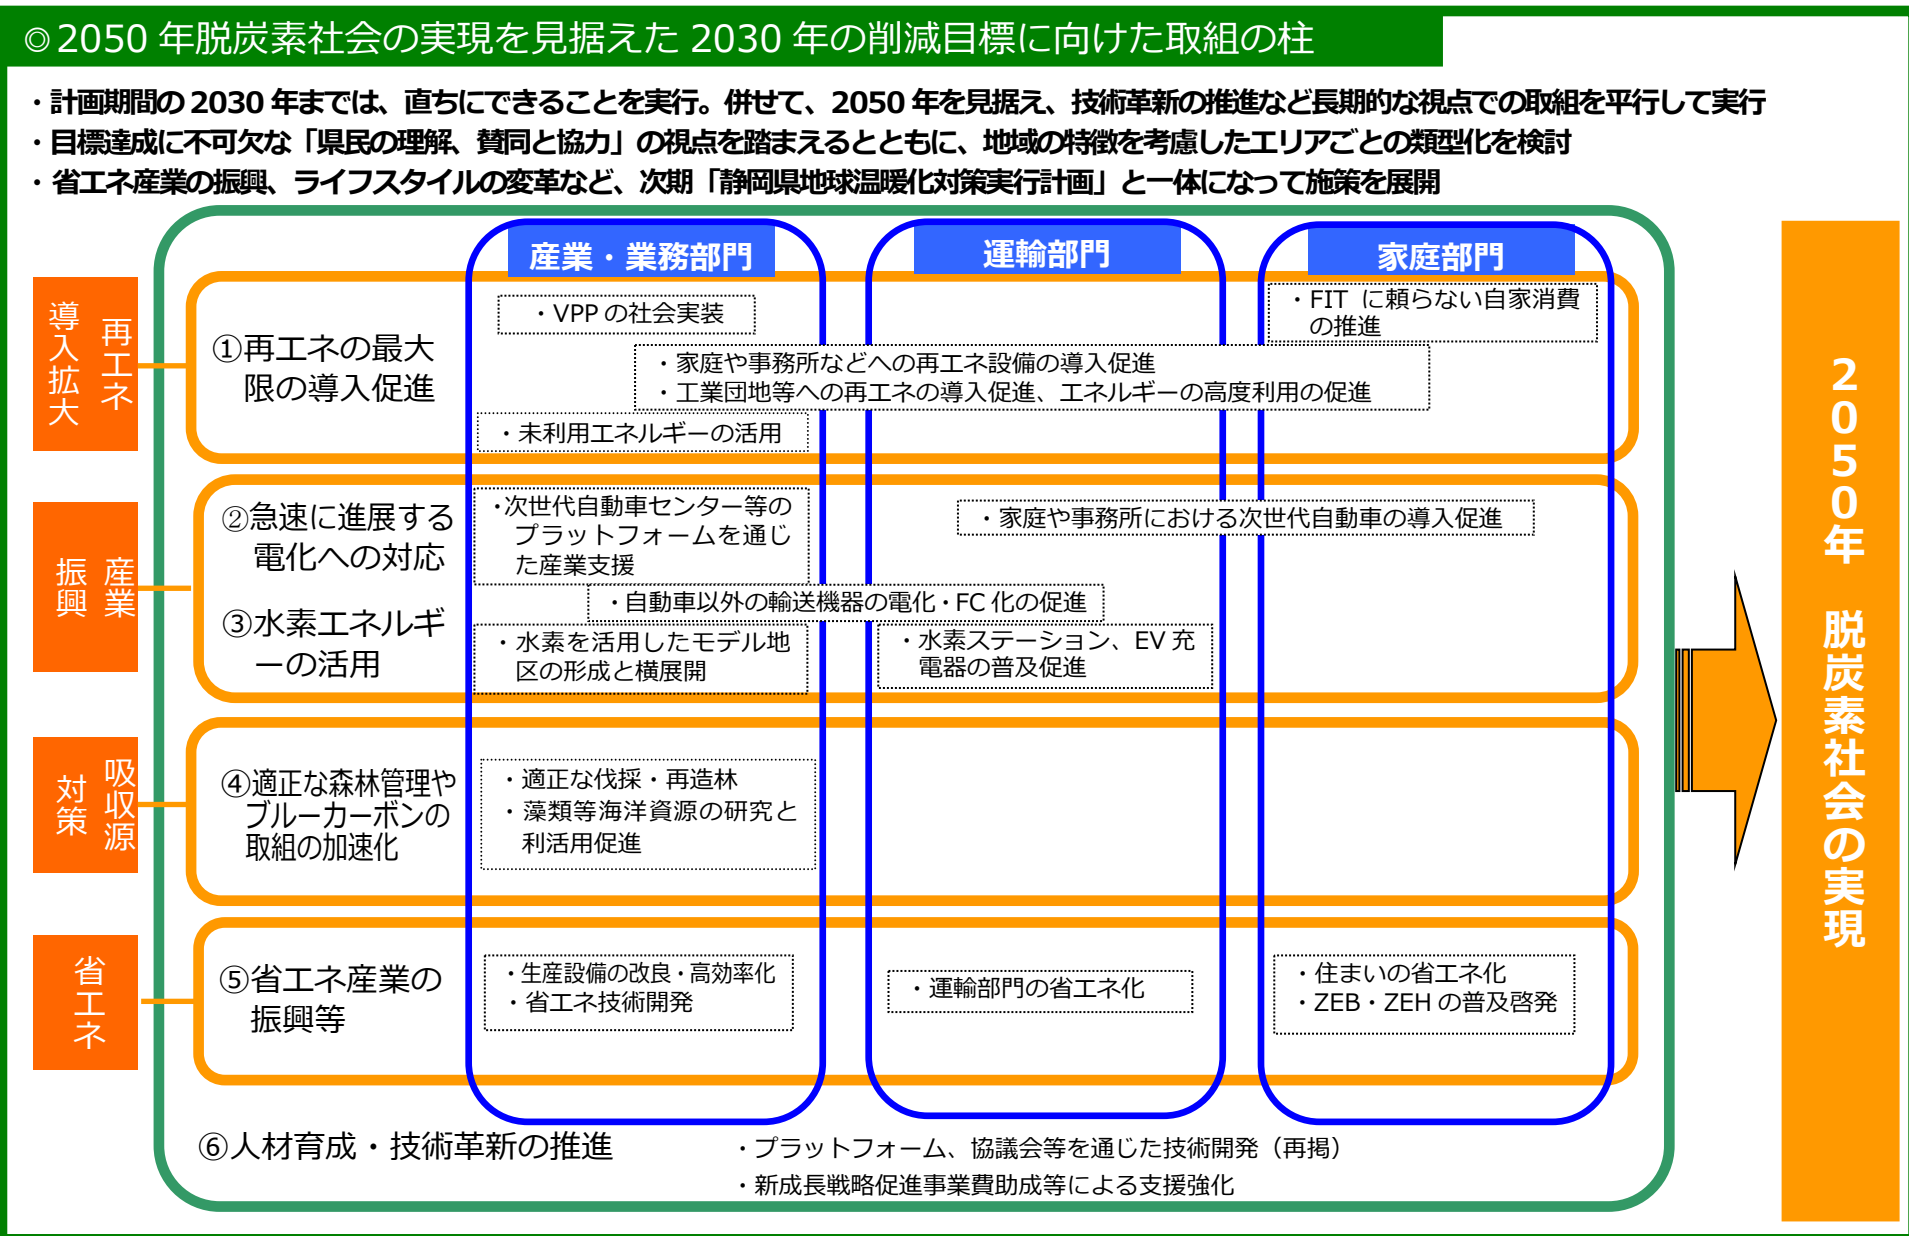 ◎2050 年脱炭素社会の実現を見据えた 2030 年の削減目標に向けた取組の柱
・計画期間の 2030 年までは、直ちにできることを実行。併せて、2050 年を見据え、技術革新の推進など長期的な視点での取組を平行して実行
・目標達成に不可欠な「県民の理解、賛同と協力」の視点を踏まえるとともに、地域の特徴を考慮したエリアごとの類型化を検討
・省エネ産業の振興、ライフスタイルの変革など、次期「静岡県地球温暖化対策実行計画」と一体になって施策を展開
産業・業務部門
運輸部門
家庭部門
再エネ
導入拡大
①再エネの最大
限の導入促進
・VPP の社会実装
・FIT に頼らない自家消費
の推進
・家庭や事務所などへの再エネ設備の導入促進
・工業団地等への再エネの導入促進、エネルギーの高度利用の促進
・未利用エネルギーの活用
産業
振興
②急速に進展する
電化への対応
③水素エネルギ
ーの活用
・次世代自動車センター等の
プラットフォームを通じ
た産業支援
・家庭や事務所における次世代自動車の導入促進
・自動車以外の輸送機器の電化・FC 化の促進
・水素を活用したモデル地
区の形成と横展開
・水素ステーション、EV 充
電器の普及促進
吸収源
対策
④適正な森林管理や
ブルーカーボンの
取組の加速化
・適正な伐採・再造林
・藻類等海洋資源の研究と
利活用促進
省エネ
⑤省エネ産業の
振興等
・生産設備の改良・高効率化
・省エネ技術開発
・運輸部門の省エネ化
・住まいの省エネ化
・ZEB・ZEH の普及啓発
⑥人材育成・技術革新の推進
・プラットフォーム、協議会等を通じた技術開発（再掲）
・新成長戦略促進事業費助成等による支援強化
2050年 脱炭素社会の実現